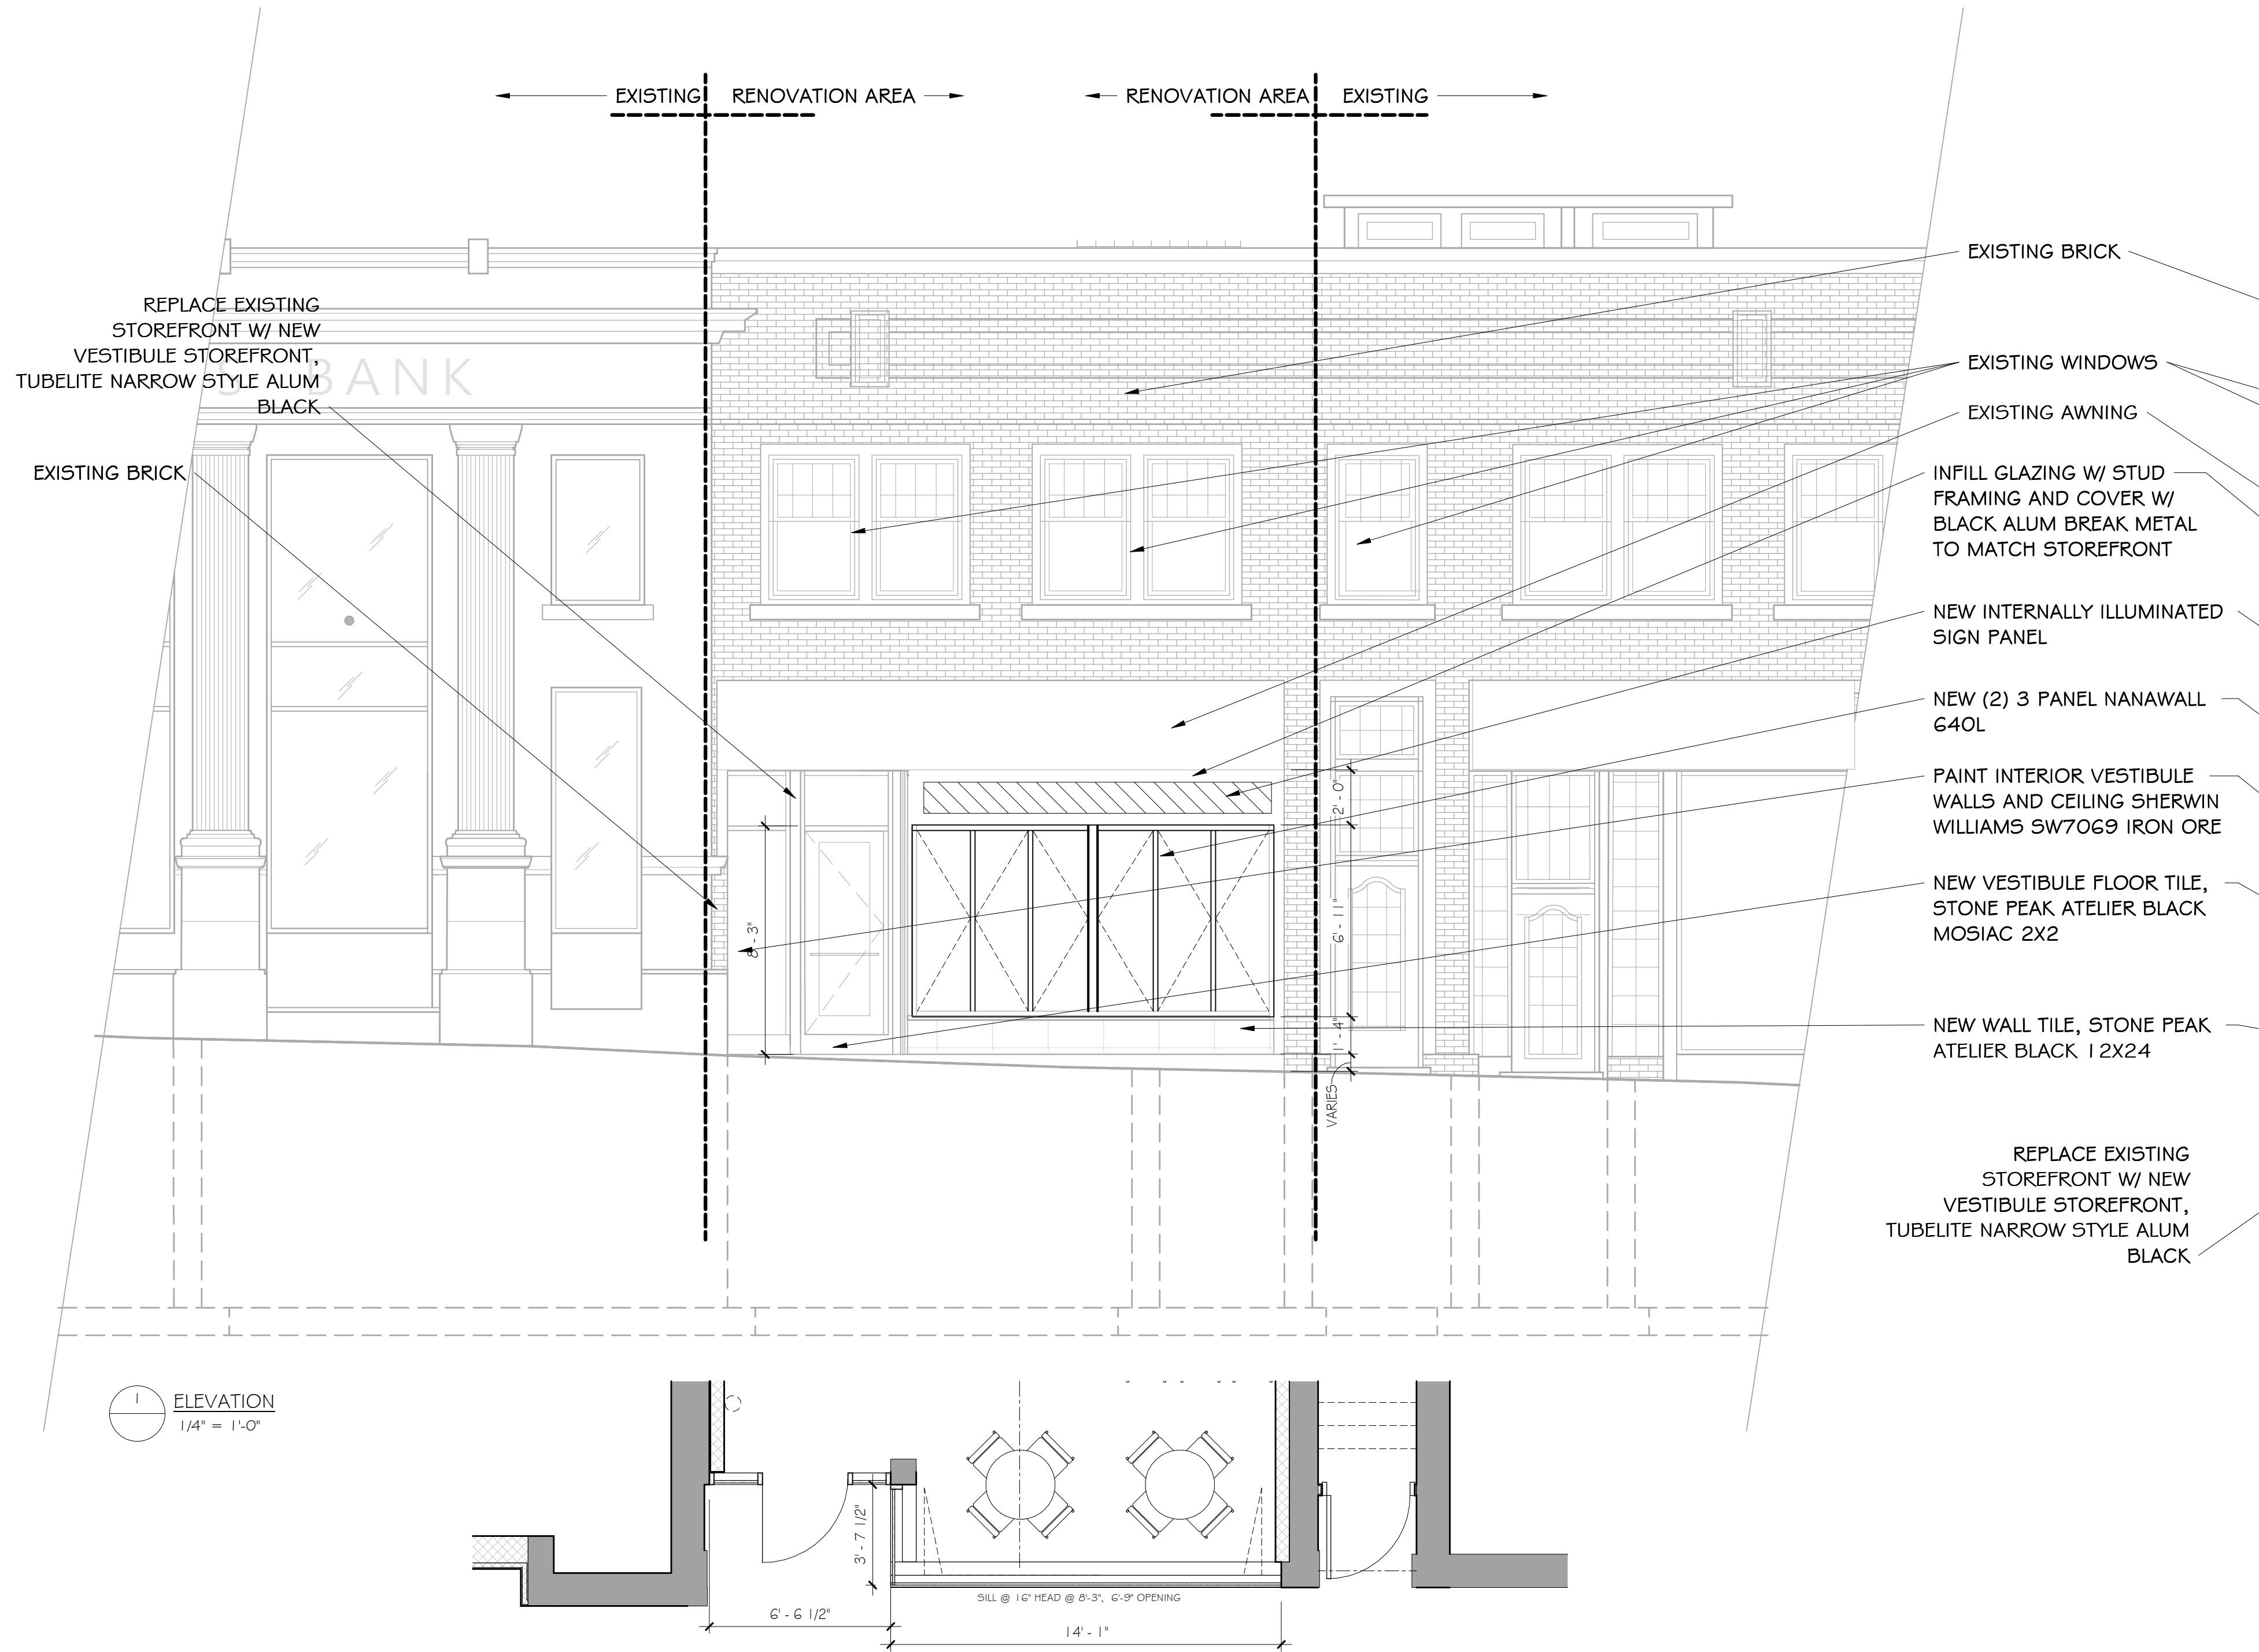 EXISTING
RENOVATION AREA
RENOVATION AREA
EXISTING
REPLACE EXISTING
STOREFRONT W/ NEW
VESTIBULE STOREFRONT,
TUBELITE NARROW STYLE ALUM
BLACK
S BANK
EXISTING BRICK
EXISTING BRICK
EXISTING WINDOWS
EXISTING AWNING
INFILL GLAZING W/ STUD
FRAMING AND COVER W/
BLACK ALUM BREAK METAL
TO MATCH STOREFRONT
NEW INTERNALLY ILLUMINATED
SIGN PANEL
NEW (2) 3 PANEL NANAWALL
640L
PAINT INTERIOR VESTIBULE
WALLS AND CEILING SHERWIN
WILLIAMS SW7069 IRON ORE
NEW VESTIBULE FLOOR TILE,
STONE PEAK ATELIER BLACK
MOSIAC 2X2
NEW WALL TILE, STONE PEAK
ATELIER BLACK 12X24
REPLACE EXISTING
STOREFRONT W/ NEW
VESTIBULE STOREFRONT,
TUBELITE NARROW STYLE ALUM
BLACK
8' - 3"
2' - 0"
6' - 11"
1' - 4"
VARIES
1
ELEVATION
1/4" = 1'-0"
3' - 7 1/2"
SILL @ 16" HEAD @ 8'-3", 6'-9" OPENING
6' - 6 1/2"
14' - 1"